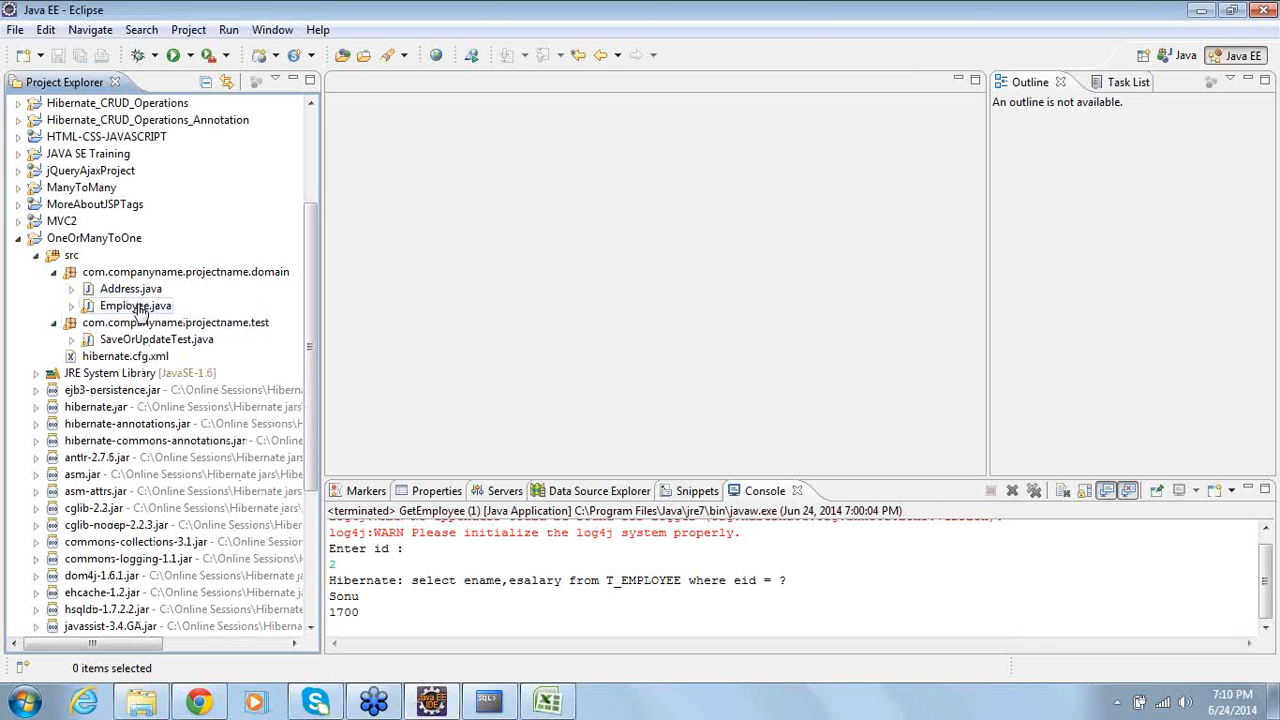 Java EE - Eclipse
File Edit Navigate Search Project Run Window Help
Java Java EE
Project Explorer
Outline Task List
An outline is not available.
Hibernate_CRUD_Operations
Hibernate_CRUD_Operations_Annotation
HTML-CSS-JAVASCRIPT
JAVA SE Training
jQueryAjaxProject
ManyToMany
MoreAboutJSPTags
MVC2
OneOrManyToOne
src
com.companyname.projectname.domain
Address.java
Employee.java
com.companyname.projectname.test
SaveOrUpdateTest.java
hibernate.cfg.xml
JRE System Library [JavaSE-1.6]
ejb3-persistence.jar - C:\Online Sessions\Hiberna
hibernate.jar - C:\Online Sessions\Hibernate jars\
hibernate-annotations.jar - C:\Online Sessions\H
hibernate-commons-annotations.jar - C:\Online
antlr-2.7.6.jar - C:\Online Sessions\Hibernate jars
asm.jar - C:\Online Sessions\Hibernate jars\hiber
asm-attrs.jar - C:\Online Sessions\Hibernate jars\
cglib-2.2.jar - C:\Online Sessions\Hibernate jars\h
cglib-nodep-2.2.3.jar - C:\Online Sessions\Hibern
commons-collections-3.1.jar - C:\Online Session
commons-logging-1.1.jar - C:\Online Sessions\Hi
dom4j-1.6.1.jar - C:\Online Sessions\Hibernate ja
ehcache-1.2.jar - C:\Online Sessions\Hibernate ja
hsqldb-1.7.2.2.jar - C:\Online Sessions\Hibernate
javassist-3.4.GA.jar - C:\Online Sessions\Hibernat
Markers Properties Servers Data Source Explorer Snippets Console
<terminated> GetEmployee (1) [Java Application] C:\Program Files\Java\jre7\bin\javaw.exe (Jun 24, 2014 7:00:04 PM)
log4j:WARN Please initialize the log4j system properly.
Enter id :
2
Hibernate: select ename,esalary from T_EMPLOYEE where eid = ?
Sonu
1700
0 items selected
7:10 PM
6/24/2014